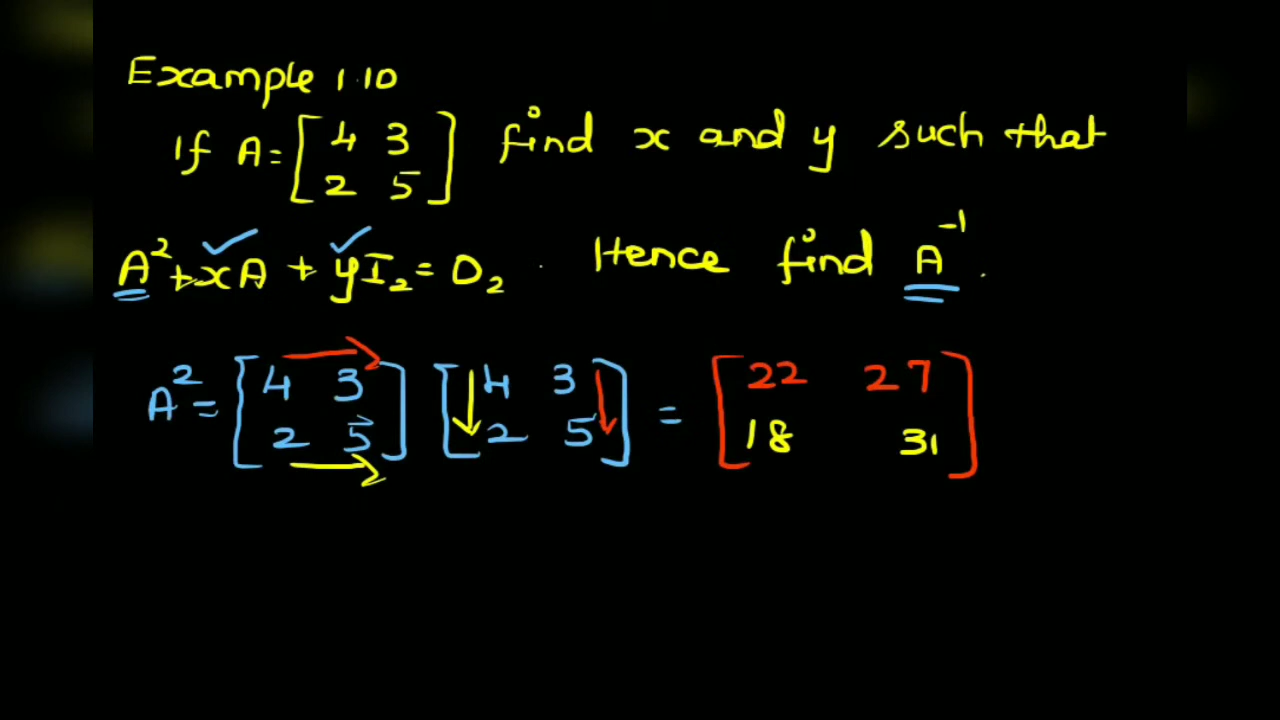 Example 1.10
If A = [4 3 2 5] find x and y such that
A² + xA + yI₂ = O₂. Hence find A⁻¹.
A² = [4 3 2 5] [4 3 2 5] = [22 27 18 31]